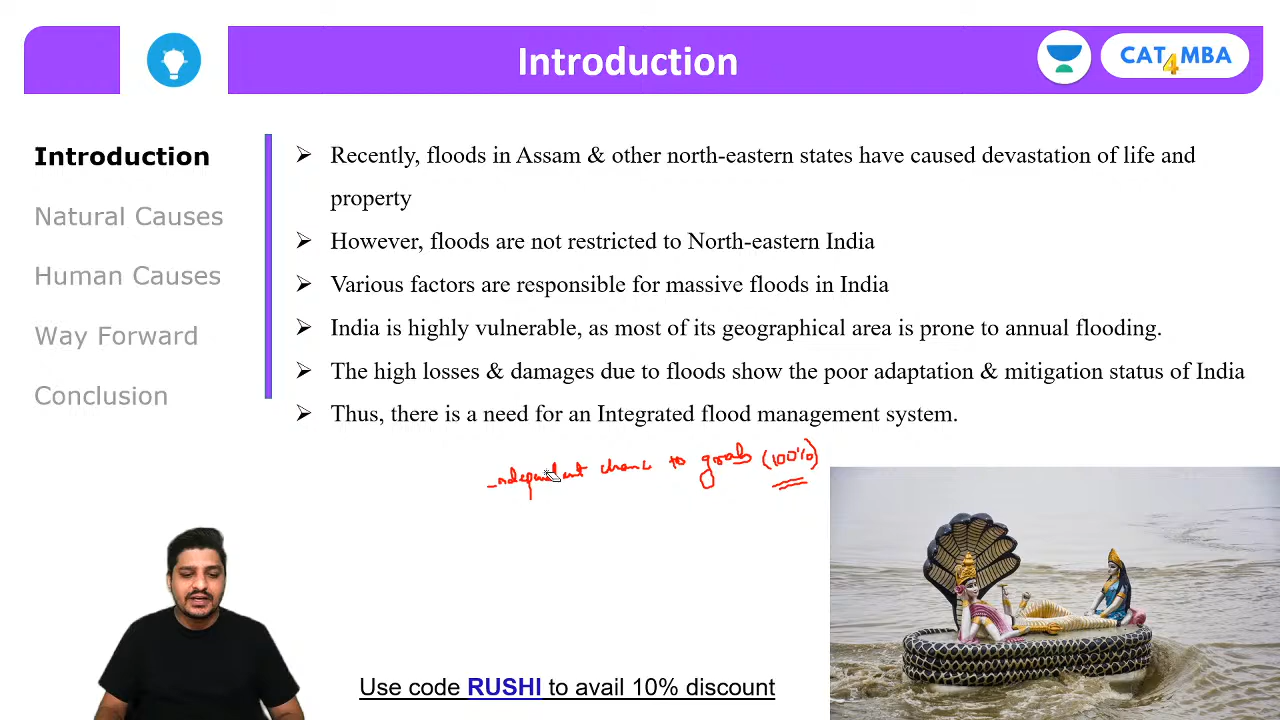 Introduction
CAT4MBA
Introduction
Natural Causes
Human Causes
Way Forward
Conclusion
➢ Recently, floods in Assam & other north-eastern states have caused devastation of life and
property
➢ However, floods are not restricted to North-eastern India
➢ Various factors are responsible for massive floods in India
➢ India is highly vulnerable, as most of its geographical area is prone to annual flooding.
➢ The high losses & damages due to floods show the poor adaptation & mitigation status of India
➢ Thus, there is a need for an Integrated flood management system.
to grab (100%)
Use code RUSHI to avail 10% discount